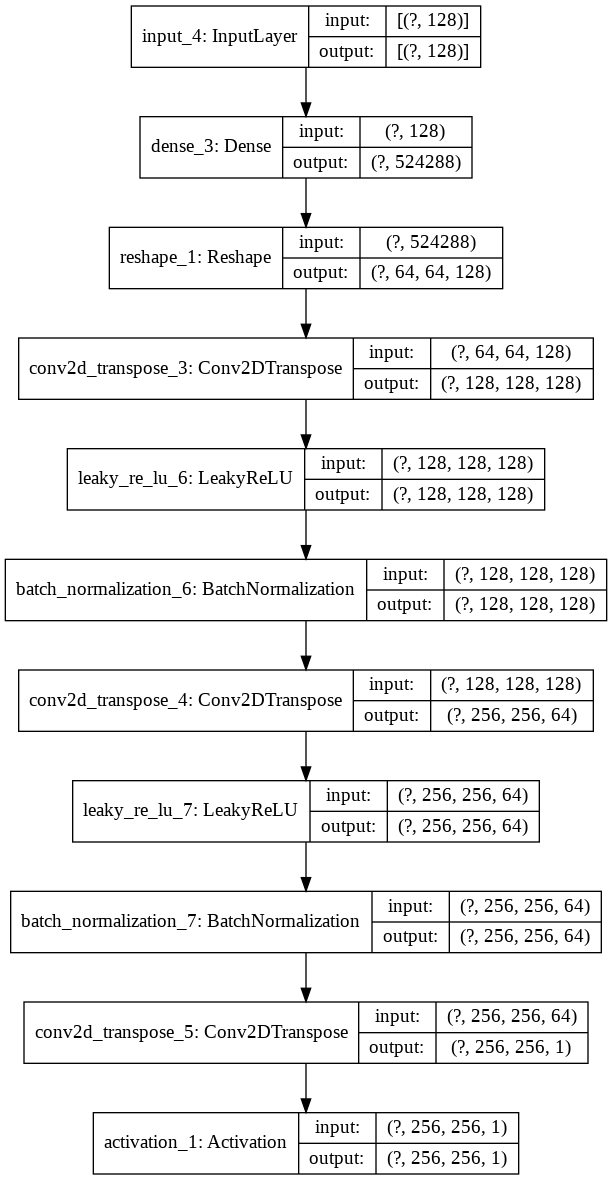 input_4: InputLayer
input: [(?, 128)]
output: [(?, 128)]
dense_3: Dense
input: (?, 128)
output: (?, 524288)
reshape_1: Reshape
input: (?, 524288)
output: (?, 64, 64, 128)
conv2d_transpose_3: Conv2DTranspose
input: (?, 64, 64, 128)
output: (?, 128, 128, 128)
leaky_re_lu_6: LeakyReLU
input: (?, 128, 128, 128)
output: (?, 128, 128, 128)
batch_normalization_6: BatchNormalization
input: (?, 128, 128, 128)
output: (?, 128, 128, 128)
conv2d_transpose_4: Conv2DTranspose
input: (?, 128, 128, 128)
output: (?, 256, 256, 64)
leaky_re_lu_7: LeakyReLU
input: (?, 256, 256, 64)
output: (?, 256, 256, 64)
batch_normalization_7: BatchNormalization
input: (?, 256, 256, 64)
output: (?, 256, 256, 64)
conv2d_transpose_5: Conv2DTranspose
input: (?, 256, 256, 64)
output: (?, 256, 256, 1)
activation_1: Activation
input: (?, 256, 256, 1)
output: (?, 256, 256, 1)